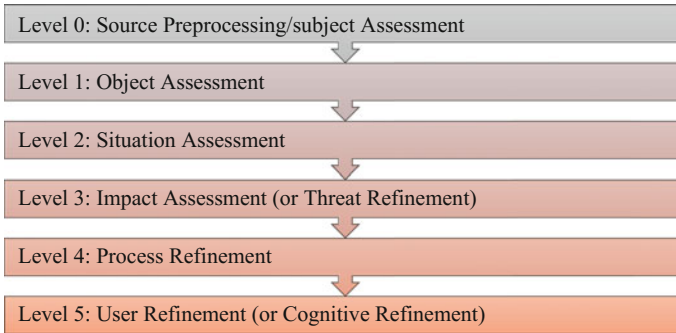 Level 0: Source Preprocessing/subject Assessment
Level 1: Object Assessment
Level 2: Situation Assessment
Level 3: Impact Assessment (or Threat Refinement)
Level 4: Process Refinement
Level 5: User Refinement (or Cognitive Refinement)